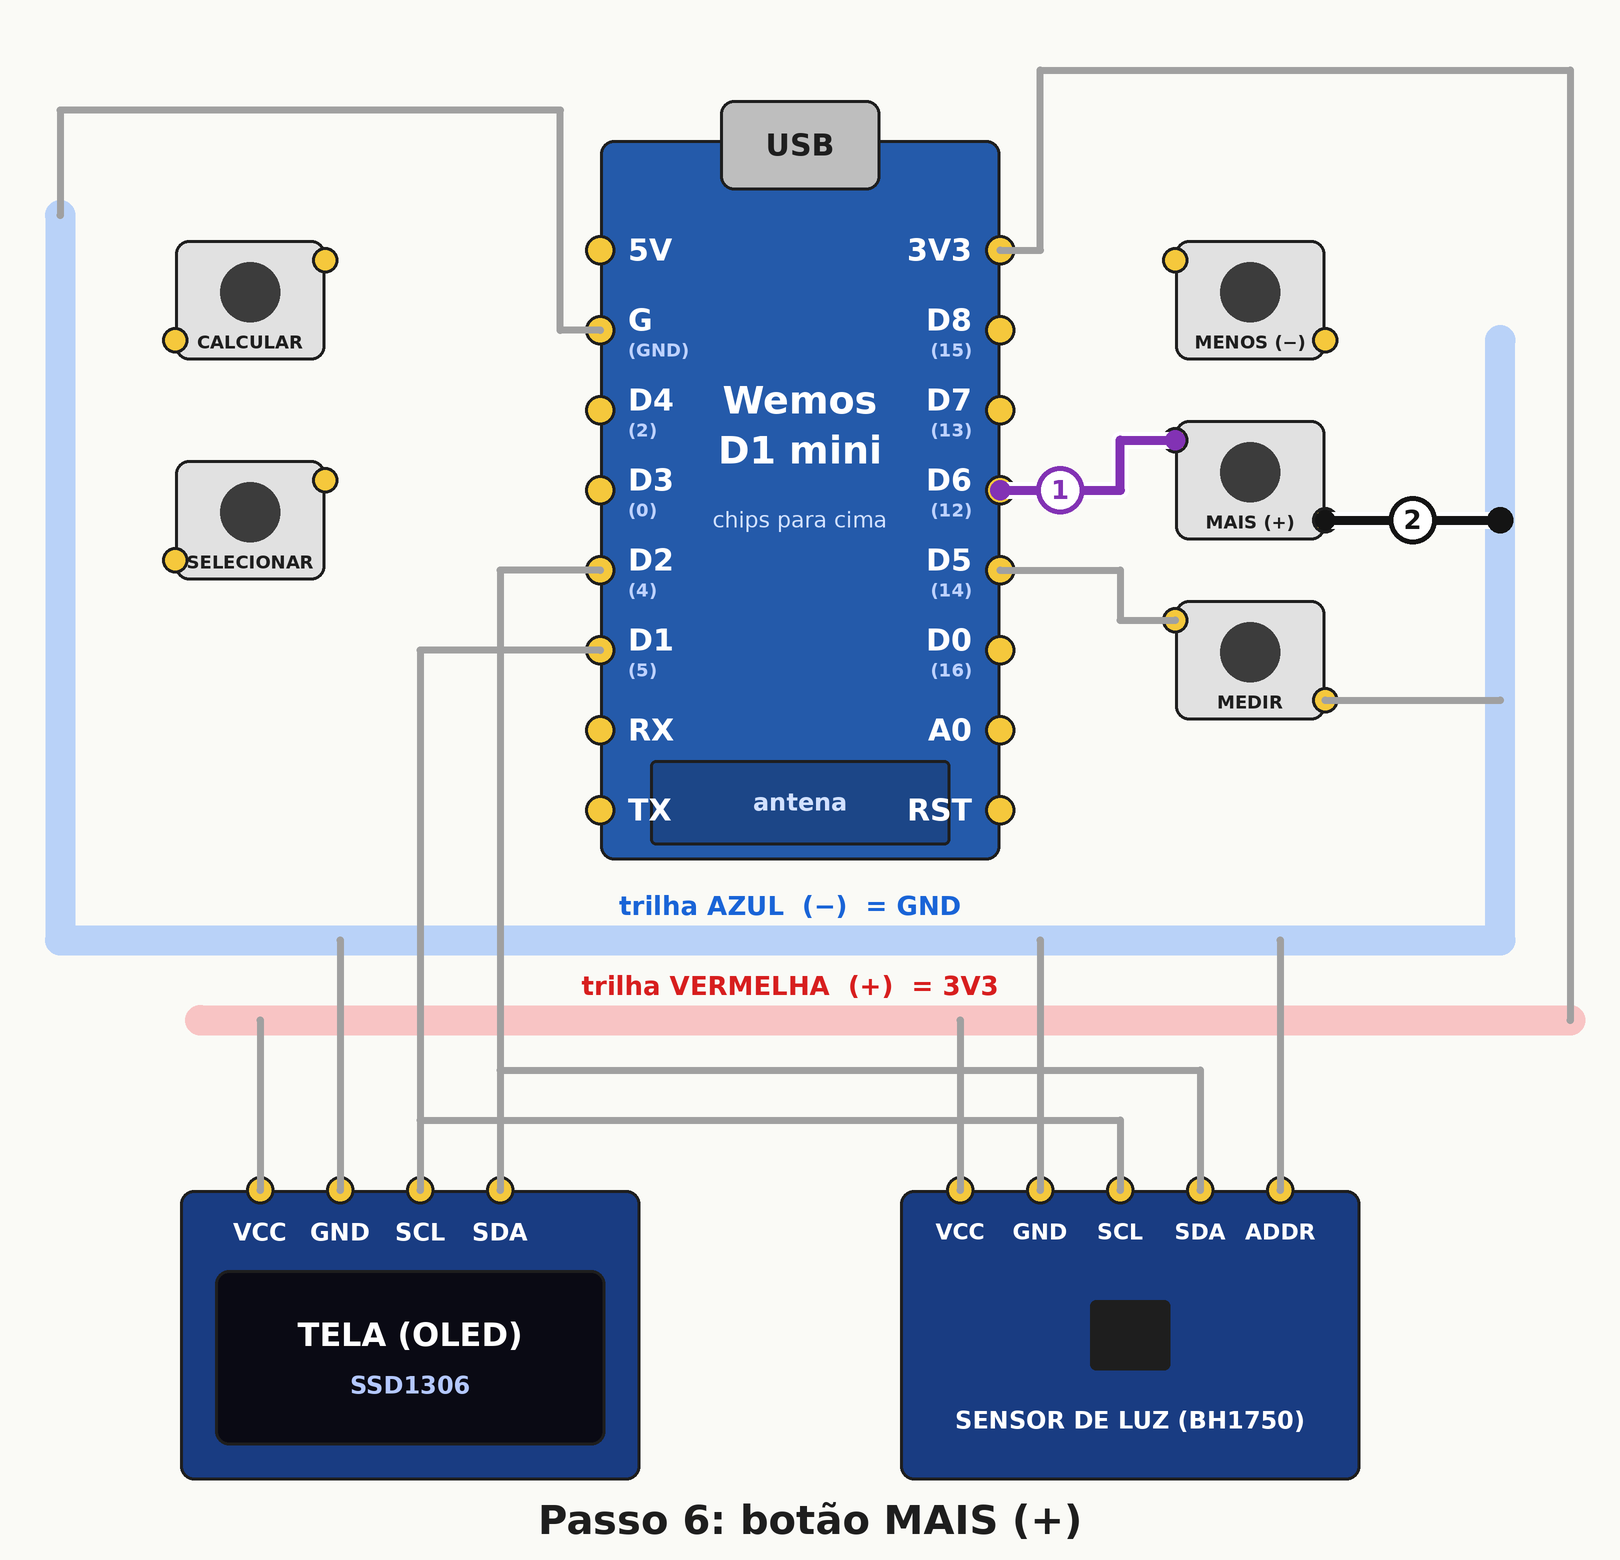 USB
5V
3V3
G
(GND)
D8
(15)
CALCULAR
MENOS (−)
D4
(2)
Wemos
D1 mini
D7
(13)
D3
(0)
chips para cima
D6
(12)
1
MAIS (+)
2
SELECIONAR
D2
(4)
D5
(14)
D1
(5)
D0
(16)
MEDIR
RX
A0
TX
antena
RST
trilha AZUL (−) = GND
trilha VERMELHA (+) = 3V3
VCC GND SCL SDA
VCC GND SCL SDA ADDR
TELA (OLED)
SSD1306
SENSOR DE LUZ (BH1750)
Passo 6: botão MAIS (+)